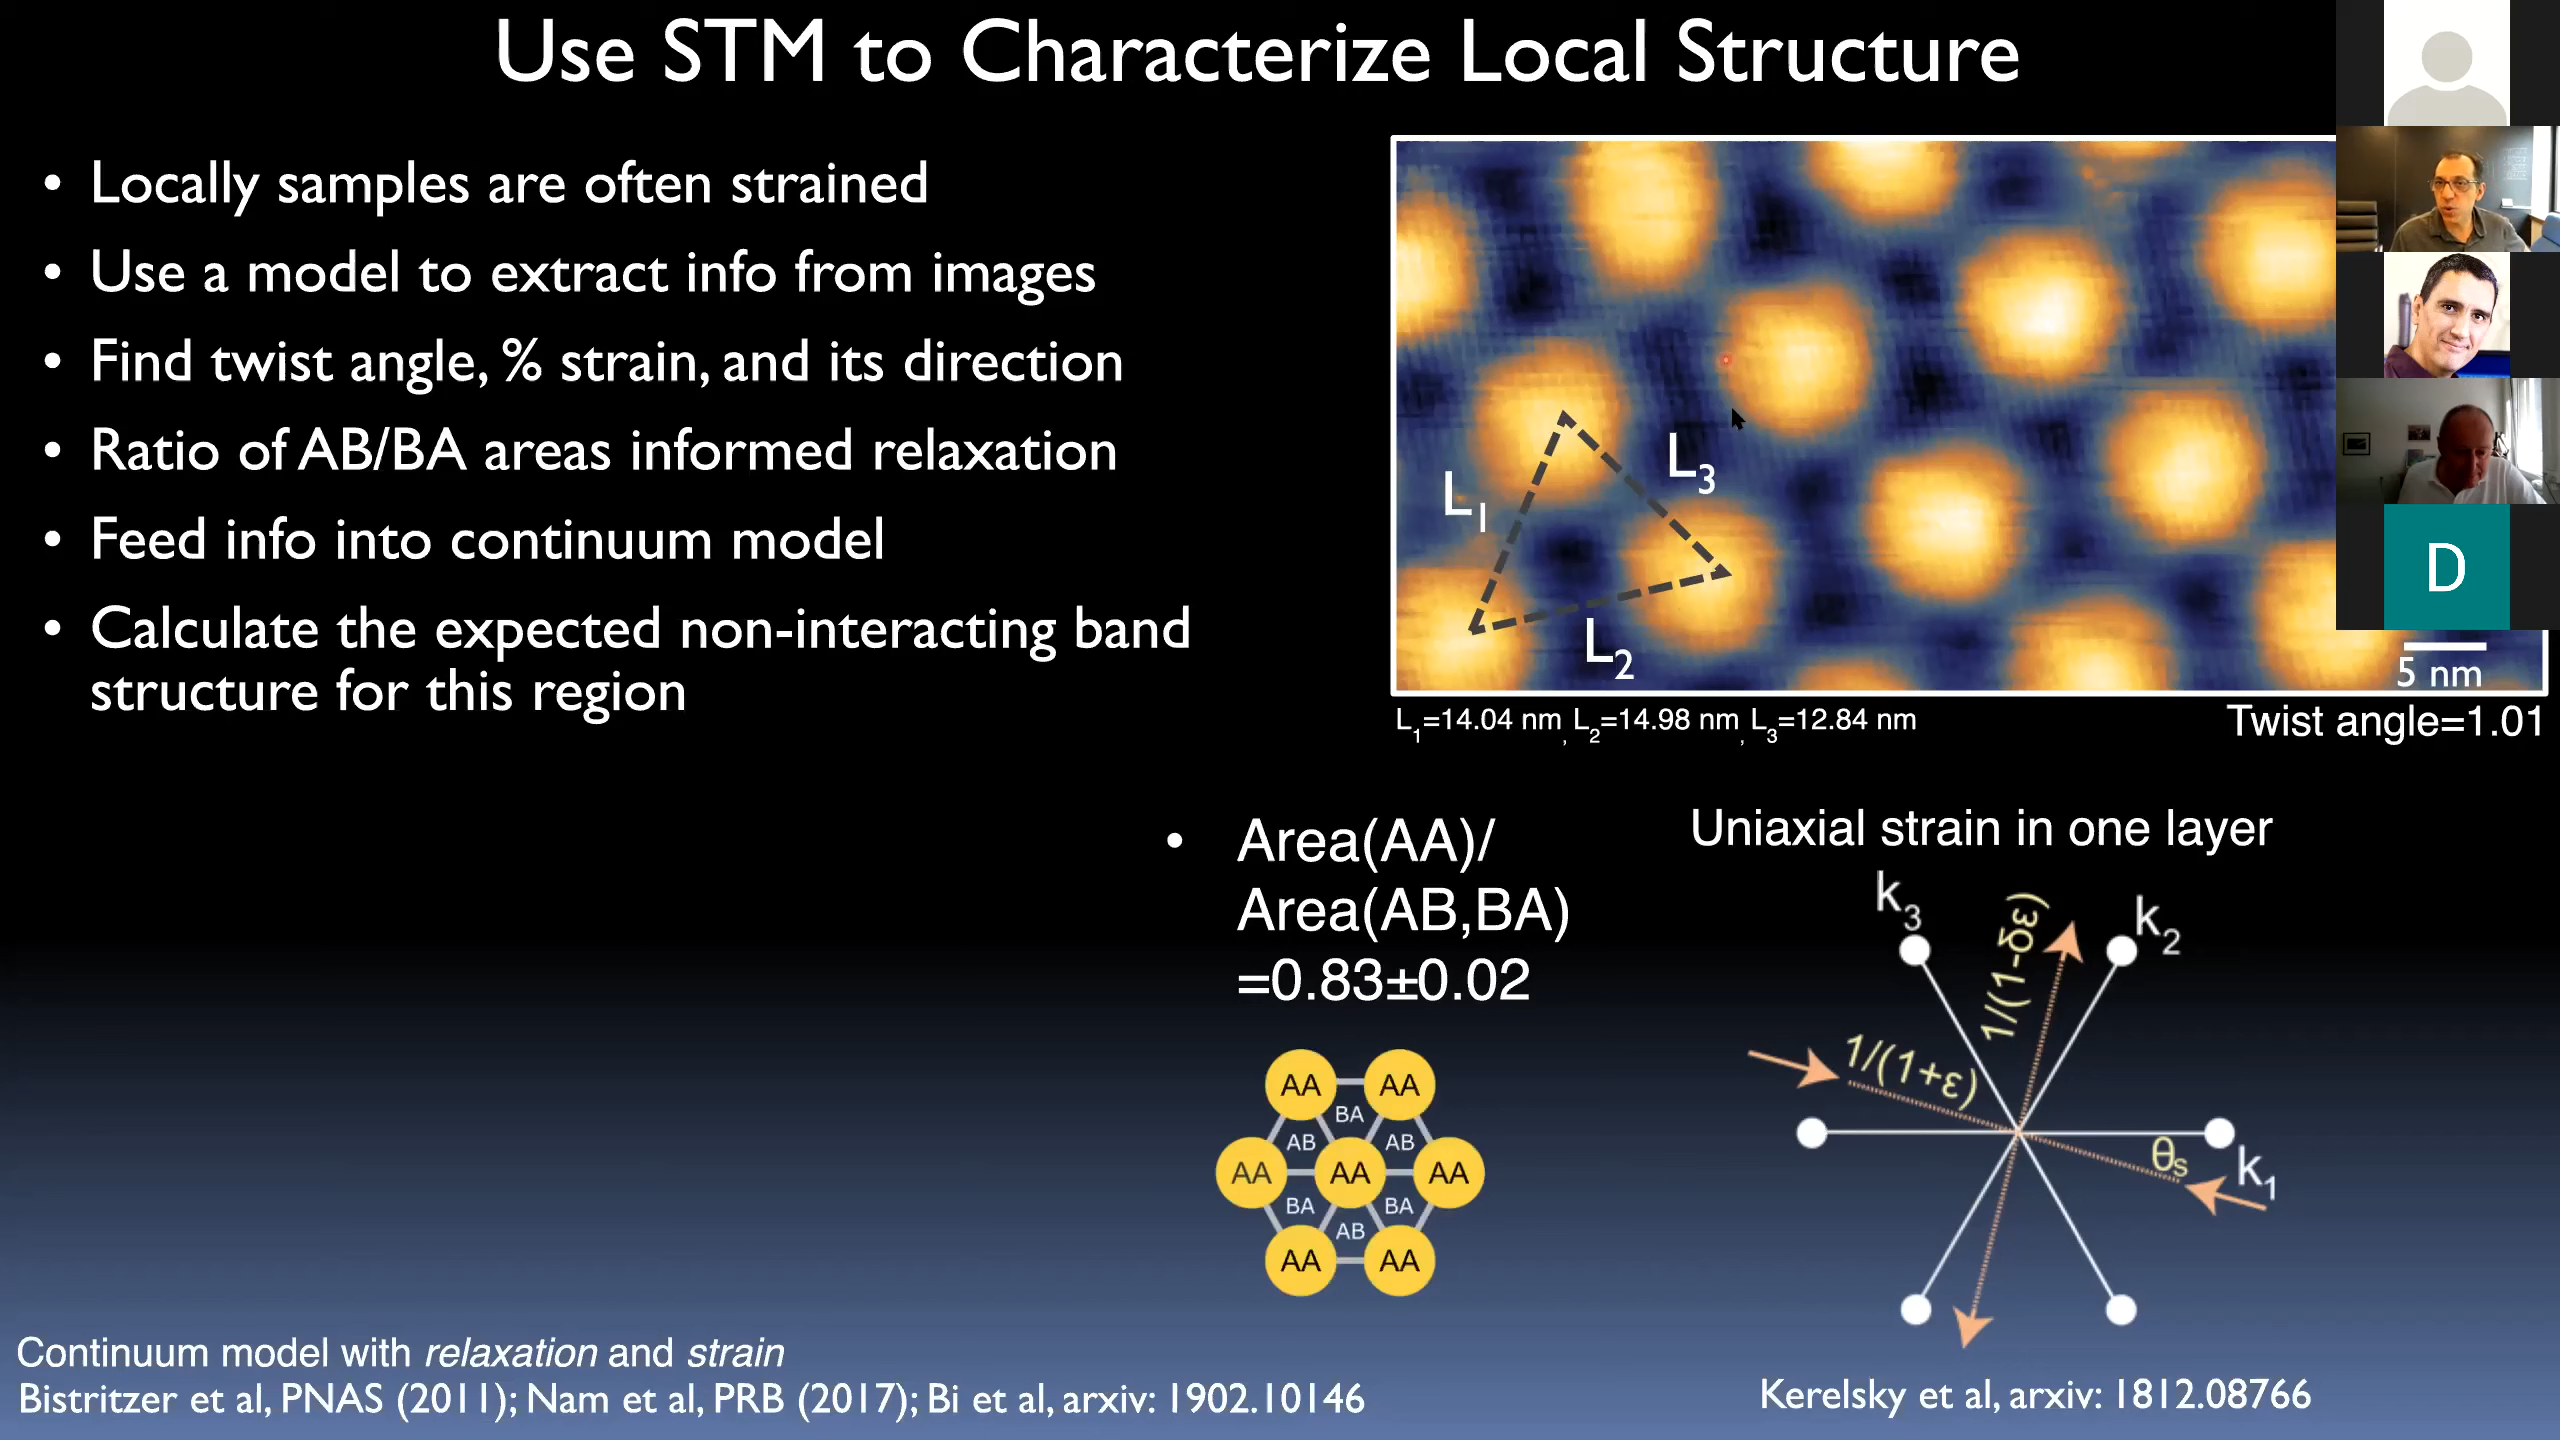 Use STM to Characterize Local Structure
• Locally samples are often strained
• Use a model to extract info from images
• Find twist angle, % strain, and its direction
• Ratio of AB/BA areas informed relaxation
• Feed info into continuum model
• Calculate the expected non-interacting band
structure for this region
L1
L3
L2
5 nm
D
L1=14.04 nm, L2=14.98 nm, L3=12.84 nm
Twist angle=1.01
• Area(AA)/
Area(AB,BA)
=0.83±0.02
AA AA
BA
AB AB
AA AA AA
BA BA
AB
AA AA
Uniaxial strain in one layer
k3
k2
1/(1-δε)
1/(1+ε)
θs
k1
Continuum model with relaxation and strain
Bistritzer et al, PNAS (2011); Nam et al, PRB (2017); Bi et al, arxiv: 1902.10146
Kerelsky et al, arxiv: 1812.08766